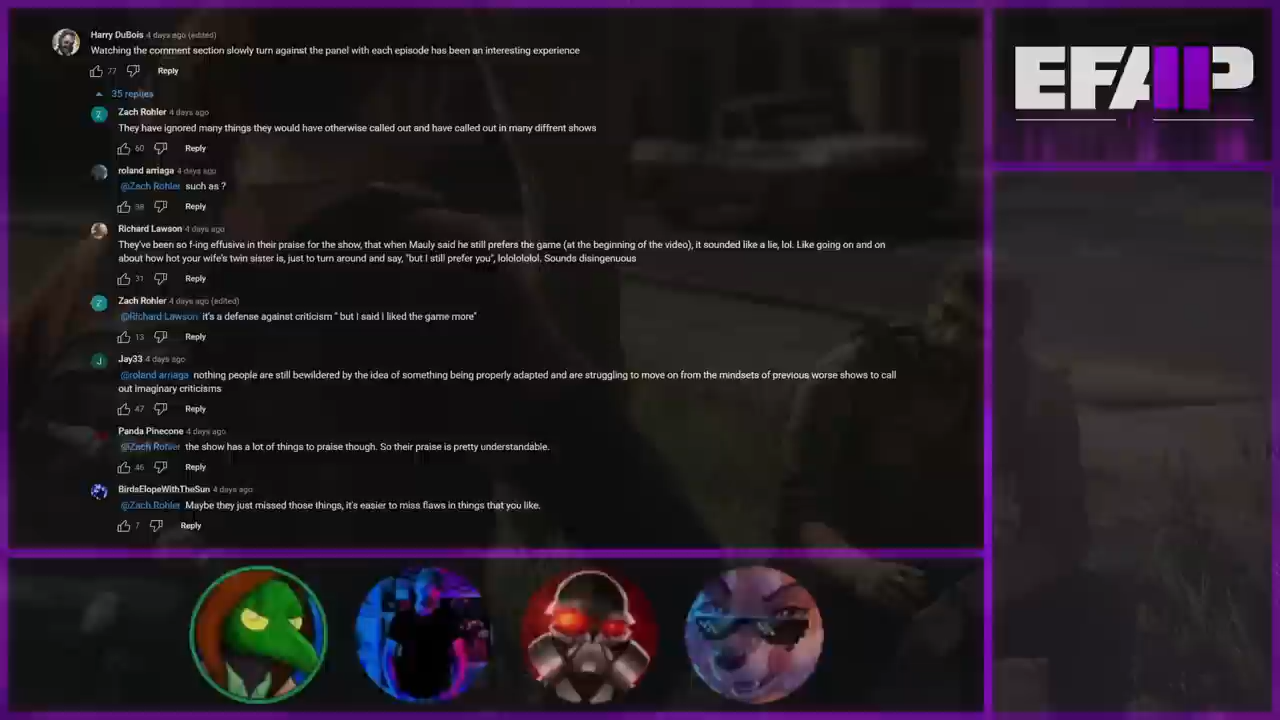 Harry DuBois 4 days ago (edited)
Watching the comment section slowly turn against the panel with each episode has been an interesting experience
77 Reply
35 replies
Z
Zach Rohler 4 days ago
They have ignored many things they would have otherwise called out and have called out in many diffrent shows
60 Reply
roland arriaga 4 days ago
@Zach Rohler such as ?
38 Reply
Richard Lawson 4 days ago
They've been so f-ing effusive in their praise for the show, that when Mauly said he still prefers the game (at the beginning of the video), it sounded like a lie, lol. Like going on and on
about how hot your wife's twin sister is, just to turn around and say, "but I still prefer you", lolololol. Sounds disingenuous
31 Reply
Z
Zach Rohler 4 days ago (edited)
@Richard Lawson it's a defense against criticism " but I said I liked the game more"
13 Reply
J
Jay33 4 days ago
@roland arriaga nothing people are still bewildered by the idea of something being properly adapted and are struggling to move on from the mindsets of previous worse shows to call
out imaginary criticisms
47 Reply
Panda Pinecone 4 days ago
@Zach Rohler the show has a lot of things to praise though. So their praise is pretty understandable.
46 Reply
BirdsElopeWithTheSun 4 days ago
@Zach Rohler Maybe they just missed those things, it's easier to miss flaws in things that you like.
7 Reply
EFAP